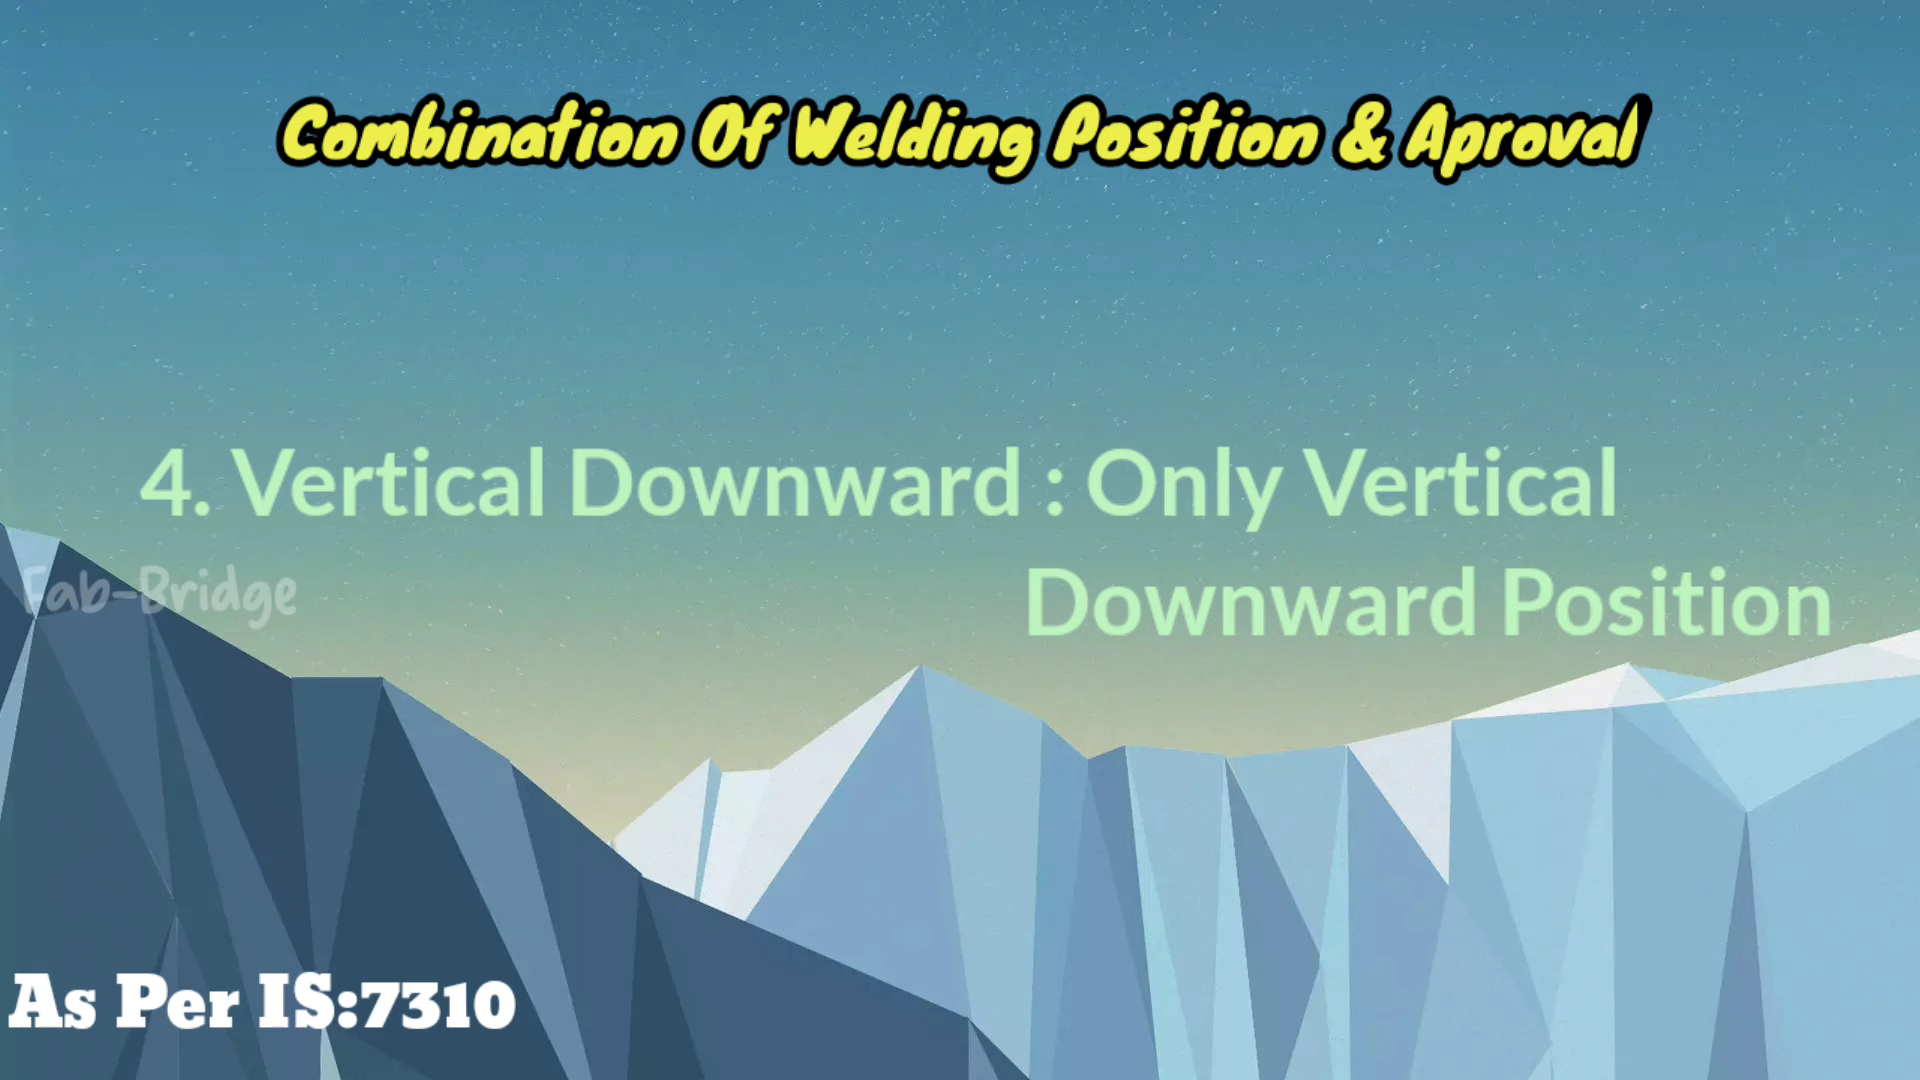 Combination Of Welding Position & Aproval
4. Vertical Downward : Only Vertical
Downward Position
Fab-Bridge
As Per IS:7310